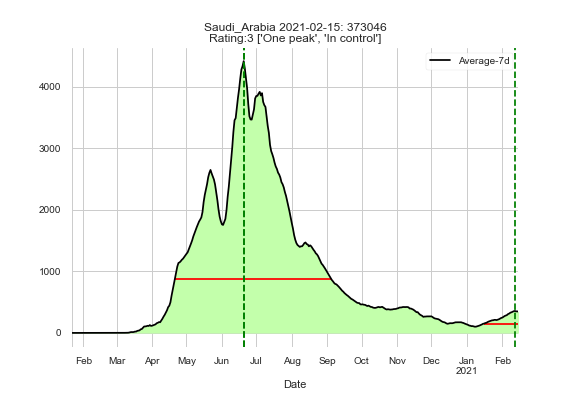 Saudi_Arabia 2021-02-15: 373046
Rating:3 ['One peak', 'In control']
Average-7d
4000
3000
2000
1000
0
Feb Mar Apr May Jun Jul Aug Sep Oct Nov Dec Jan Feb
2021
Date